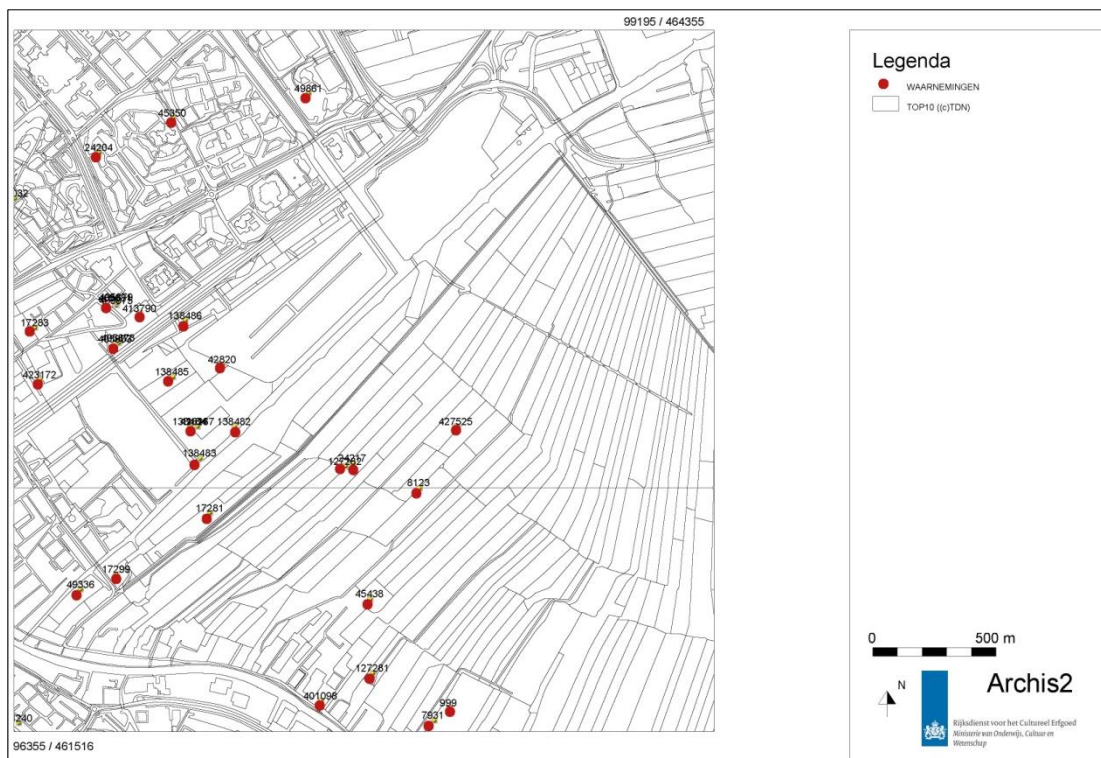 99195 / 464355
49861
45350
24204
413790
138486
17283
42820
423172
138485
138482
427525
138483
8123
17281
17299
49336
45438
127281
401098
999
7931
240
96355 / 461516
Legenda
WAARNEMINGEN
TOP10 ((c)TDN)
0 500 m
N
Archis2
Rijksdienst voor het Cultureel Erfgoed
Ministerie van Onderwijs, Cultuur en
Wetenschap